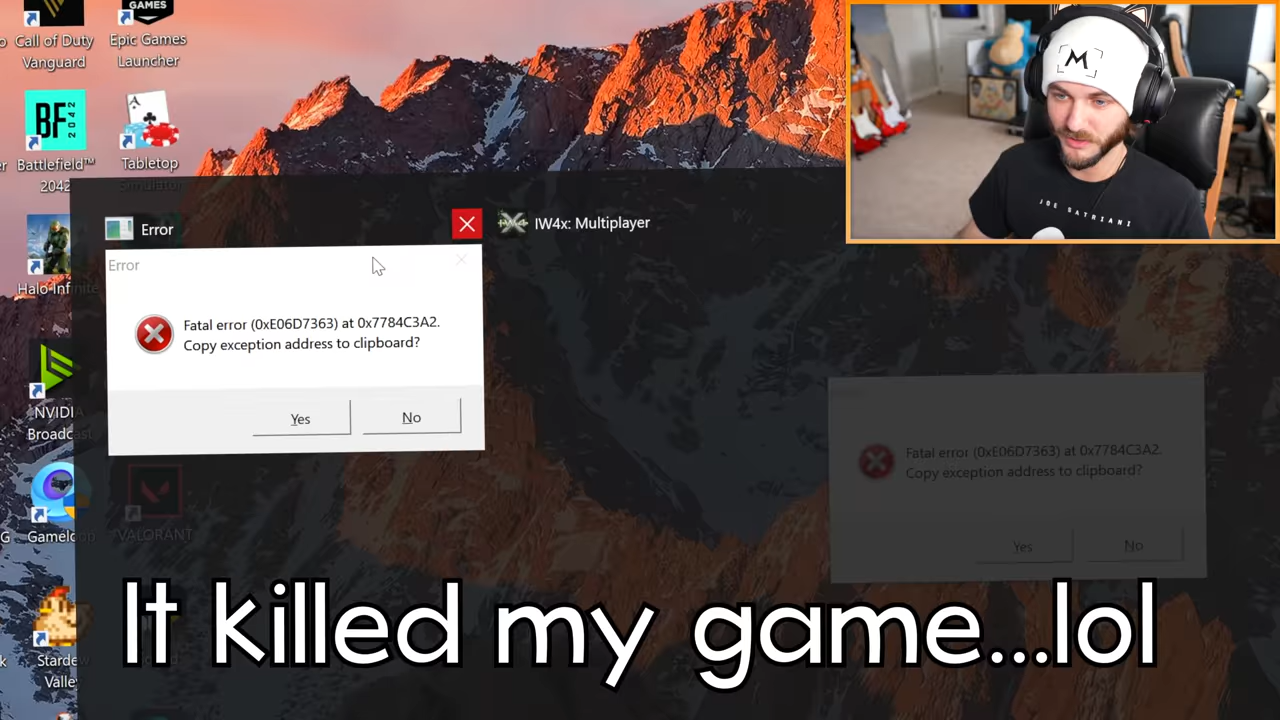 GAMES
Call of Duty
Vanguard
Epic Games
Launcher
BF
2042
A
Battlefield™
2042
Tabletop
Simulator
M
JOE SATRIANI
Error
IW4x: Multiplayer
Error
Fatal error (0xE06D7363) at 0x7784C3A2.
Copy exception address to clipboard?
Yes
No
Halo Infinite
Fatal error (0xE06D7363) at 0x7784C3A2.
Copy exception address to clipboard?
Yes
No
NVIDIA
Broadcast
G
Gameloop
VALORANT
It killed my game...lol
Stardew
Valley